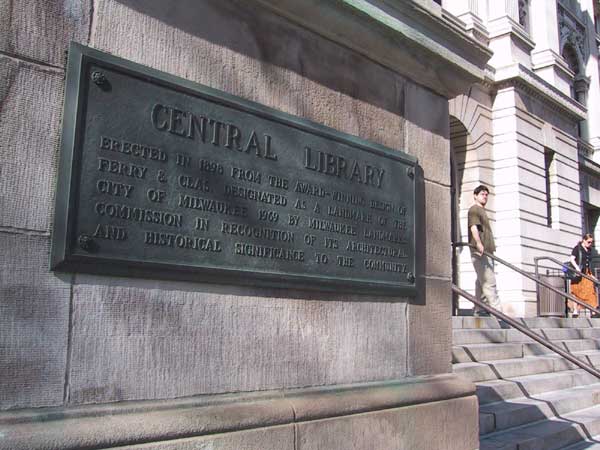 CENTRAL LIBRARY
ERECTED IN 1898 FROM THE AWARD-WINNING DESIGN OF
FERRY & CLAS. DESIGNATED AS A LANDMARK OF THE
CITY OF MILWAUKEE 1969 BY MILWAUKEE LANDMARKS
COMMISSION IN RECOGNITION OF ITS ARCHITECTURAL
AND HISTORICAL SIGNIFICANCE TO THE COMMUNITY.